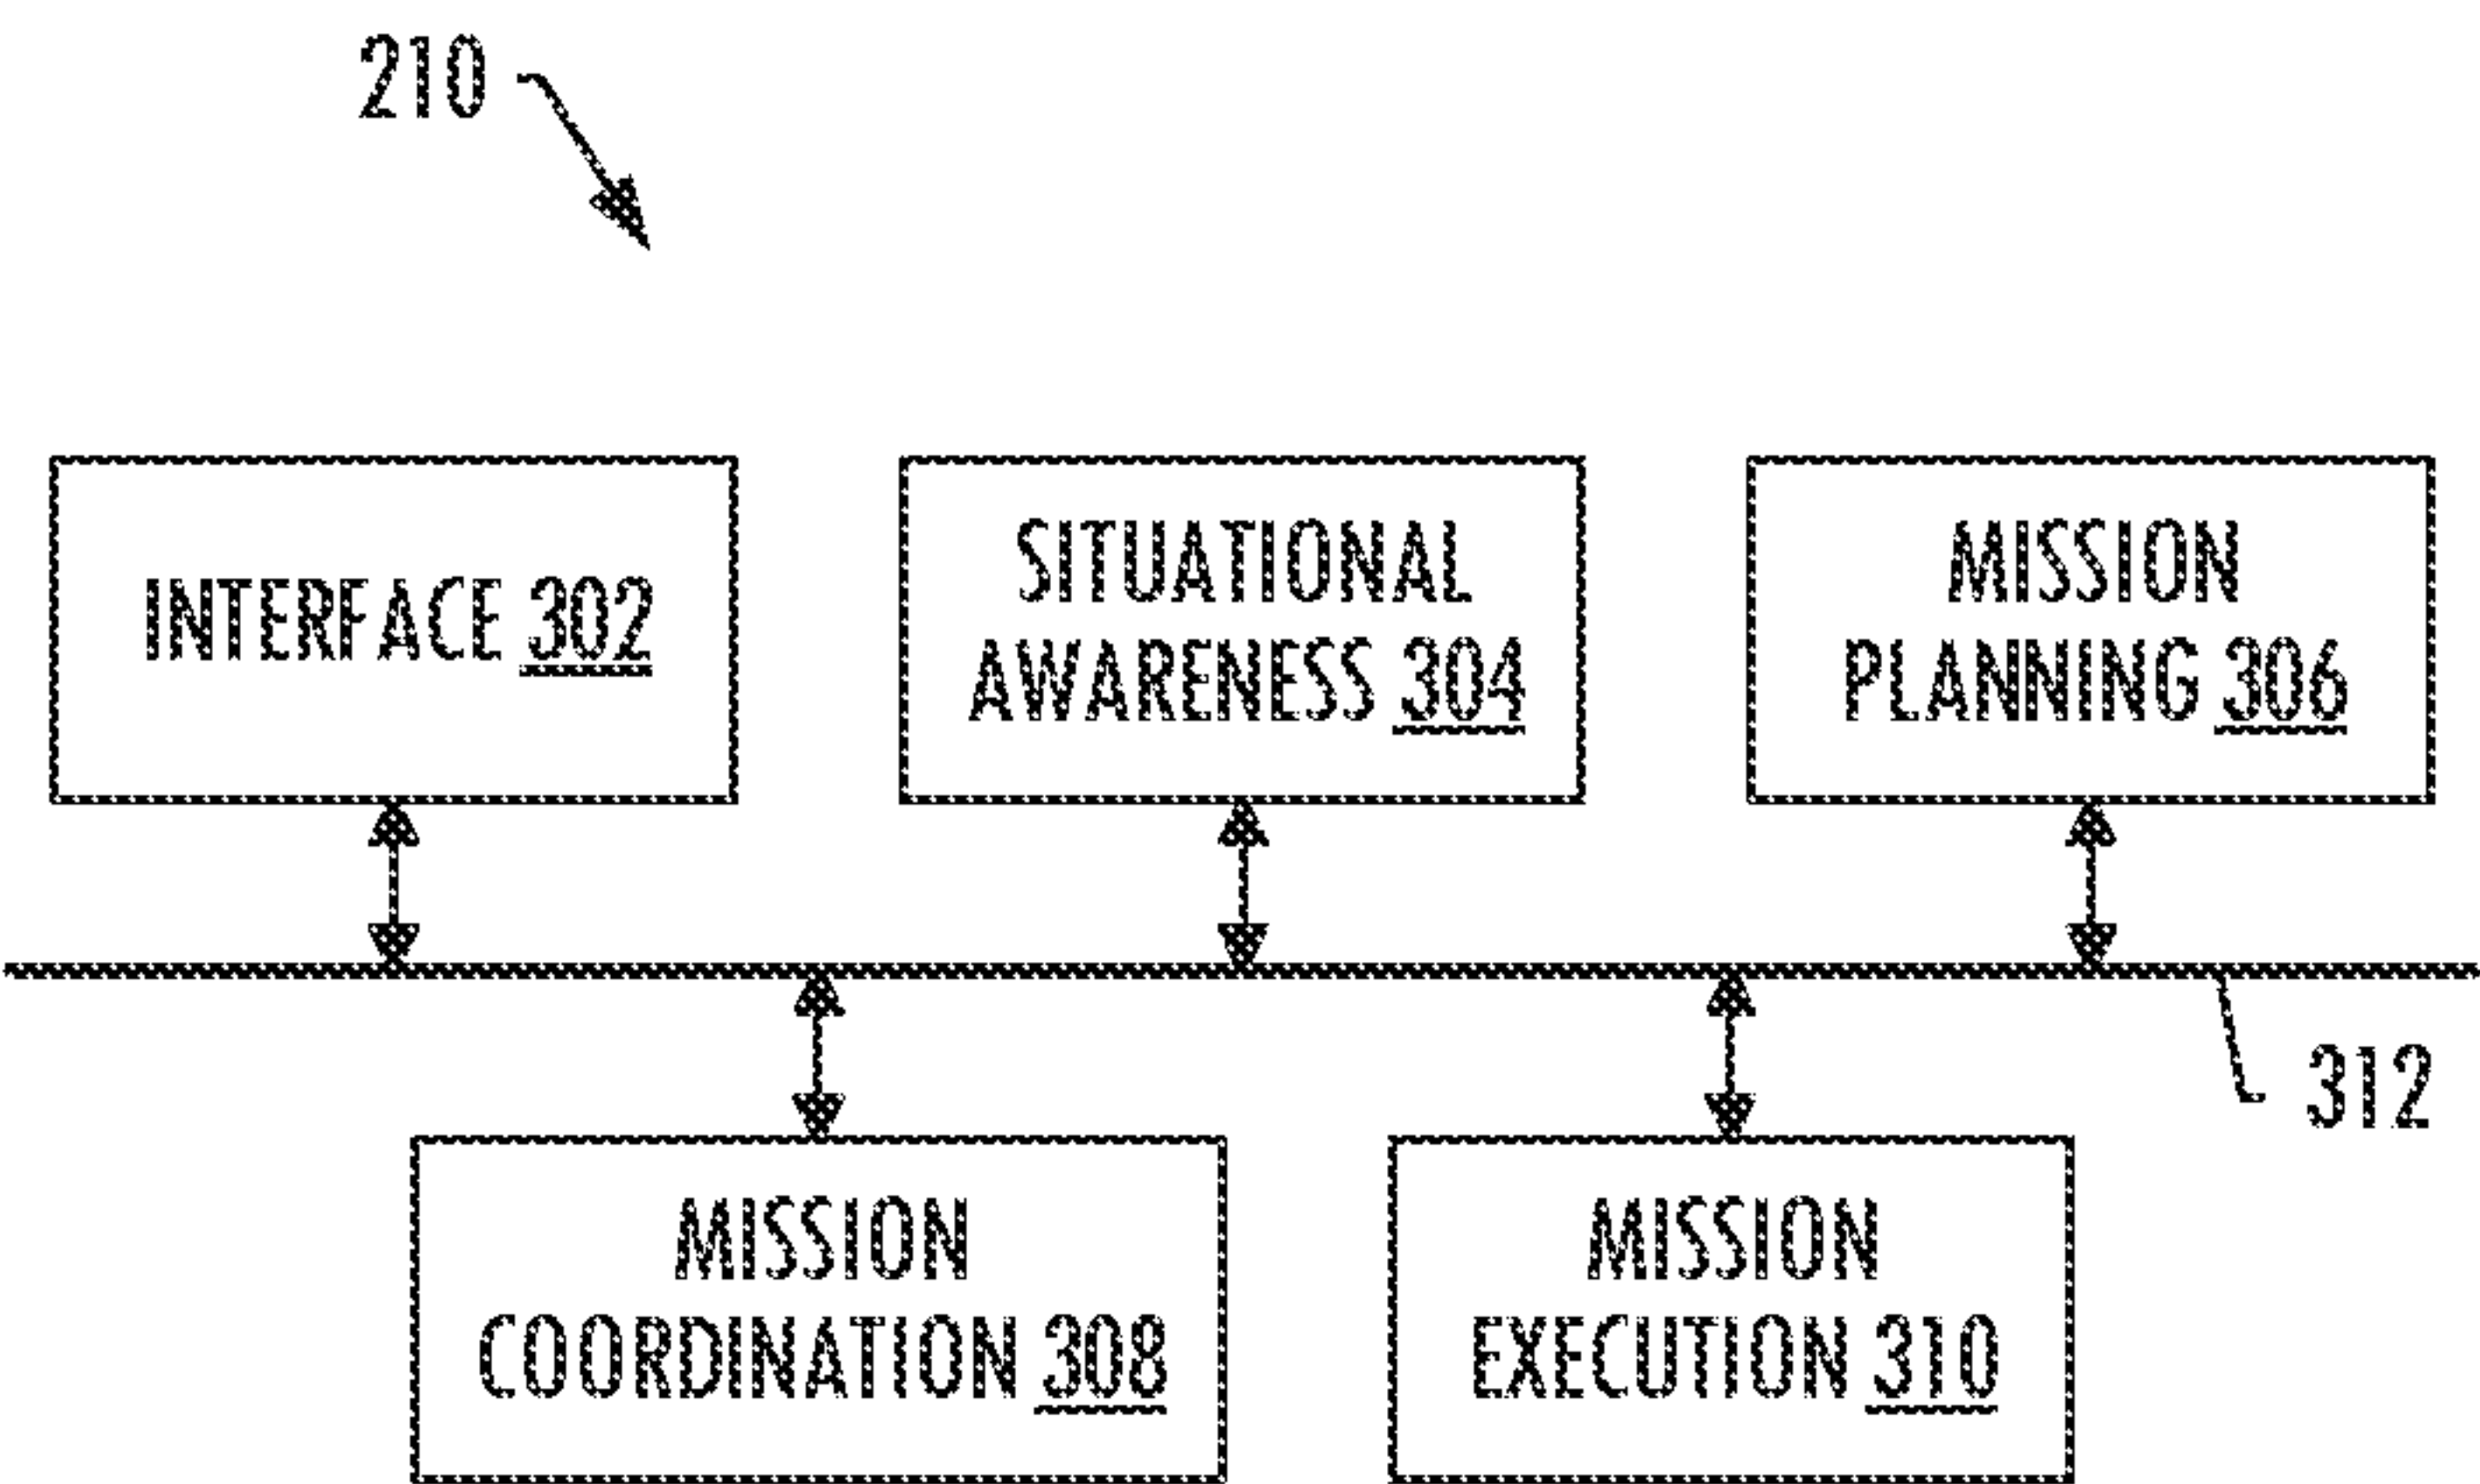 210
INTERFACE 302
SITUATIONAL
AWARENESS 304
MISSION
PLANNING 306
312
MISSION
COORDINATION 308
MISSION
EXECUTION 310